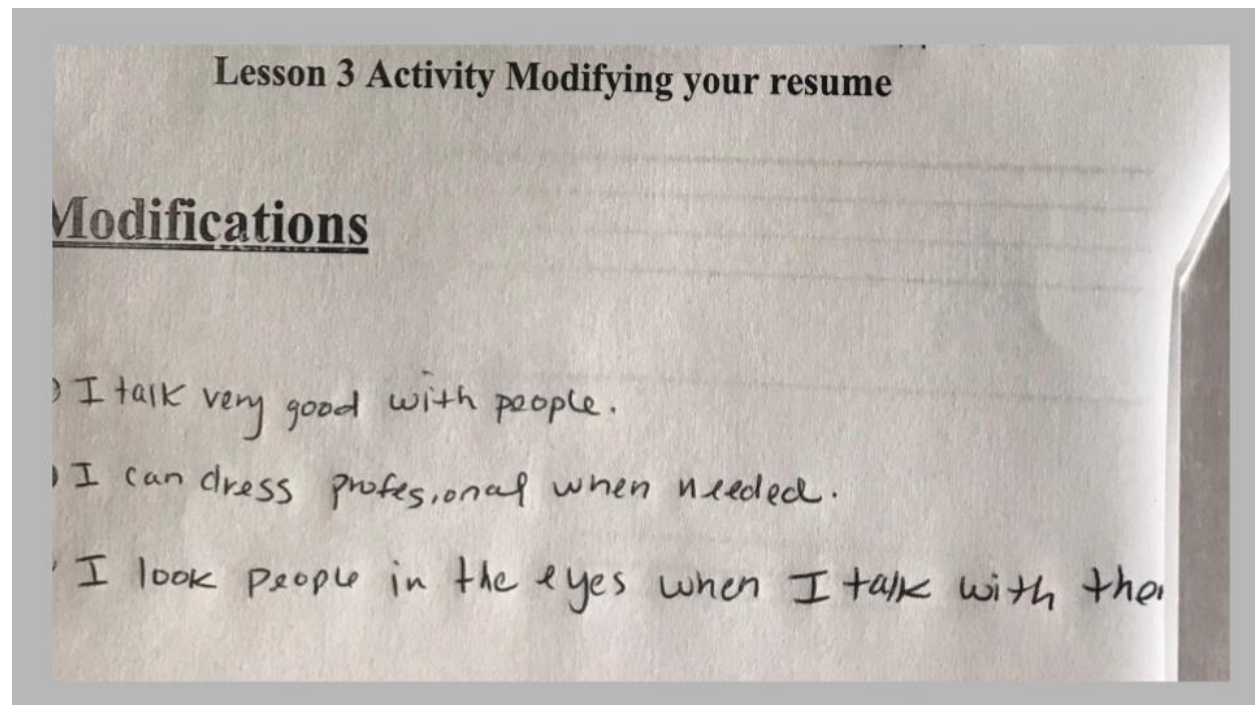 Lesson 3 Activity Modifying your resume
Modifications
I talk very good with people.
I can dress profesional when needed.
I look people in the eyes when I talk with